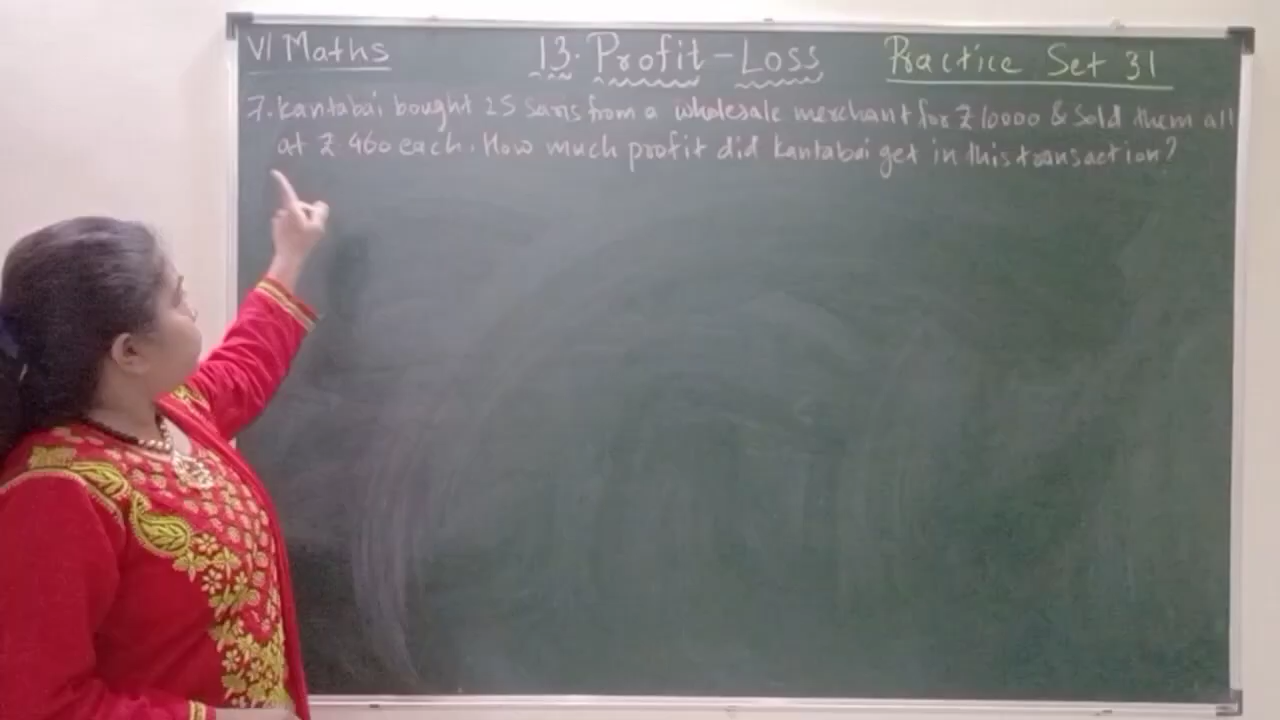 VI Maths
13. Profit - Loss
Practice Set 31
7. Kantabai bought 25 saris from a wholesale merchant for ₹ 10000 & sold them all
at ₹. 460 each. How much profit did Kantabai get in this transaction?